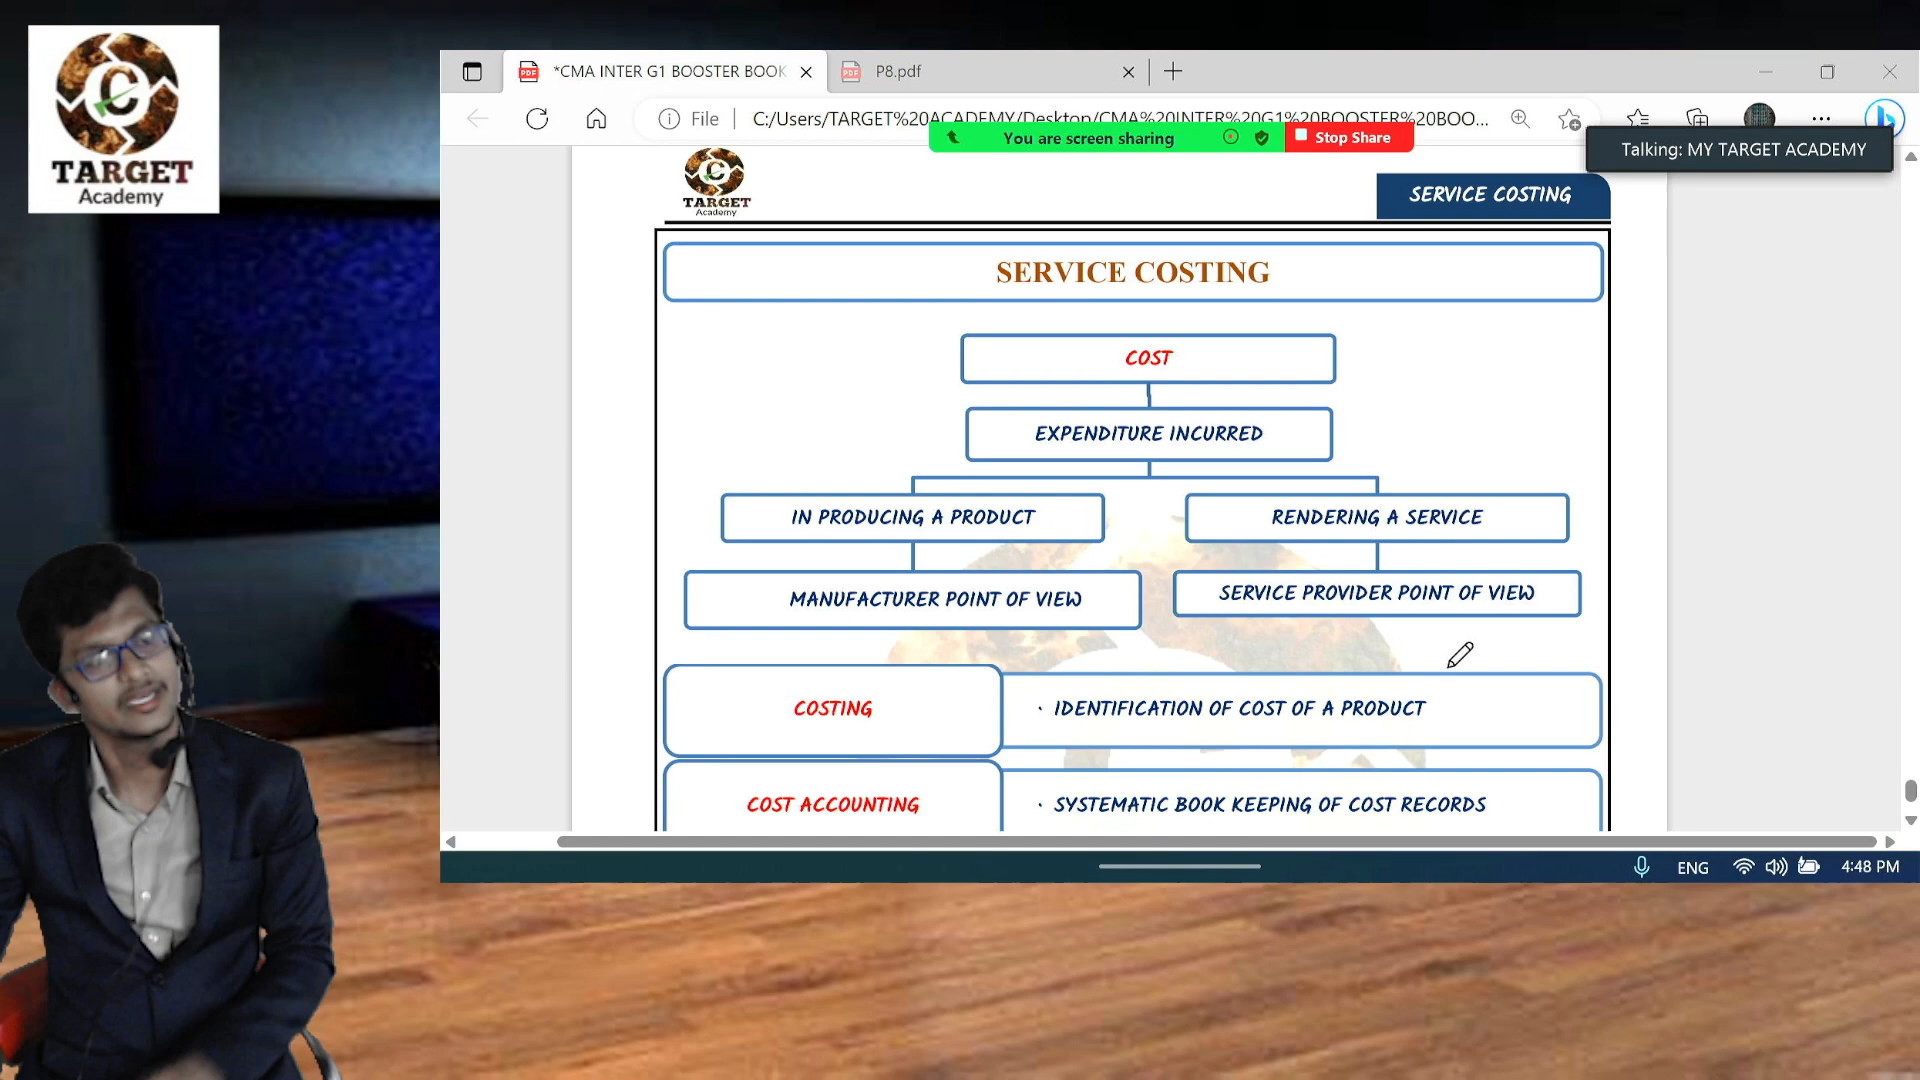 C
TARGET
Academy
PDF
*CMA INTER G1 BOOSTER BOOK
PDF
P8.pdf
File
C:/Users/TARGET%20ACADEMY/Desktop/CMA%20INTER%20G1%20BOOSTER%20BOO...
You are screen sharing
Stop Share
Talking: MY TARGET ACADEMY
C
TARGET
Academy
SERVICE COSTING
SERVICE COSTING
COST
EXPENDITURE INCURRED
IN PRODUCING A PRODUCT
RENDERING A SERVICE
MANUFACTURER POINT OF VIEW
SERVICE PROVIDER POINT OF VIEW
COSTING
· IDENTIFICATION OF COST OF A PRODUCT
COST ACCOUNTING
· SYSTEMATIC BOOK KEEPING OF COST RECORDS
ENG
4:48 PM